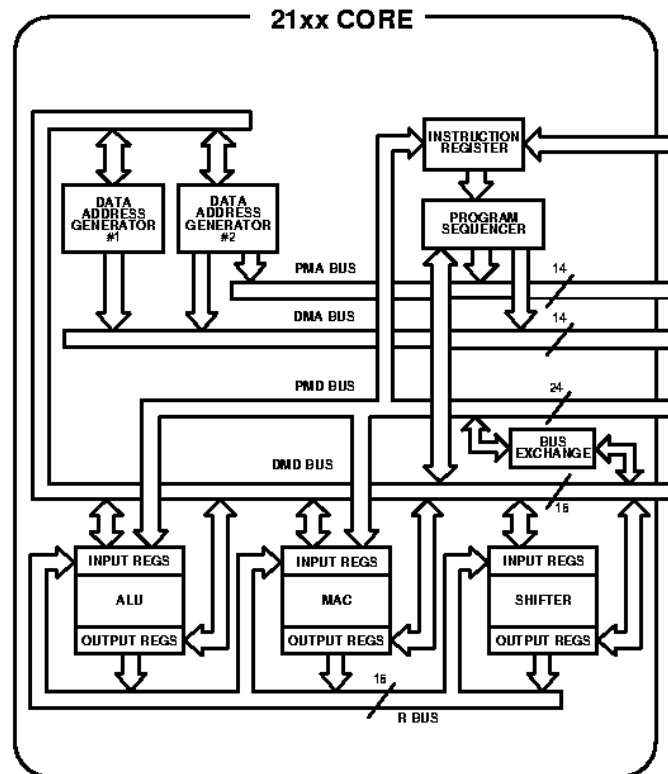 21xx CORE
INSTRUCTION
REGISTER
DATA
ADDRESS
GENERATOR
#1
DATA
ADDRESS
GENERATOR
#2
PROGRAM
SEQUENCER
PMA BUS
14
DMA BUS
14
PMD BUS
24
BUS
EXCHANGE
DMD BUS
16
INPUT REGS
ALU
OUTPUT REGS
INPUT REGS
MAC
OUTPUT REGS
INPUT REGS
SHIFTER
OUTPUT REGS
16
R BUS